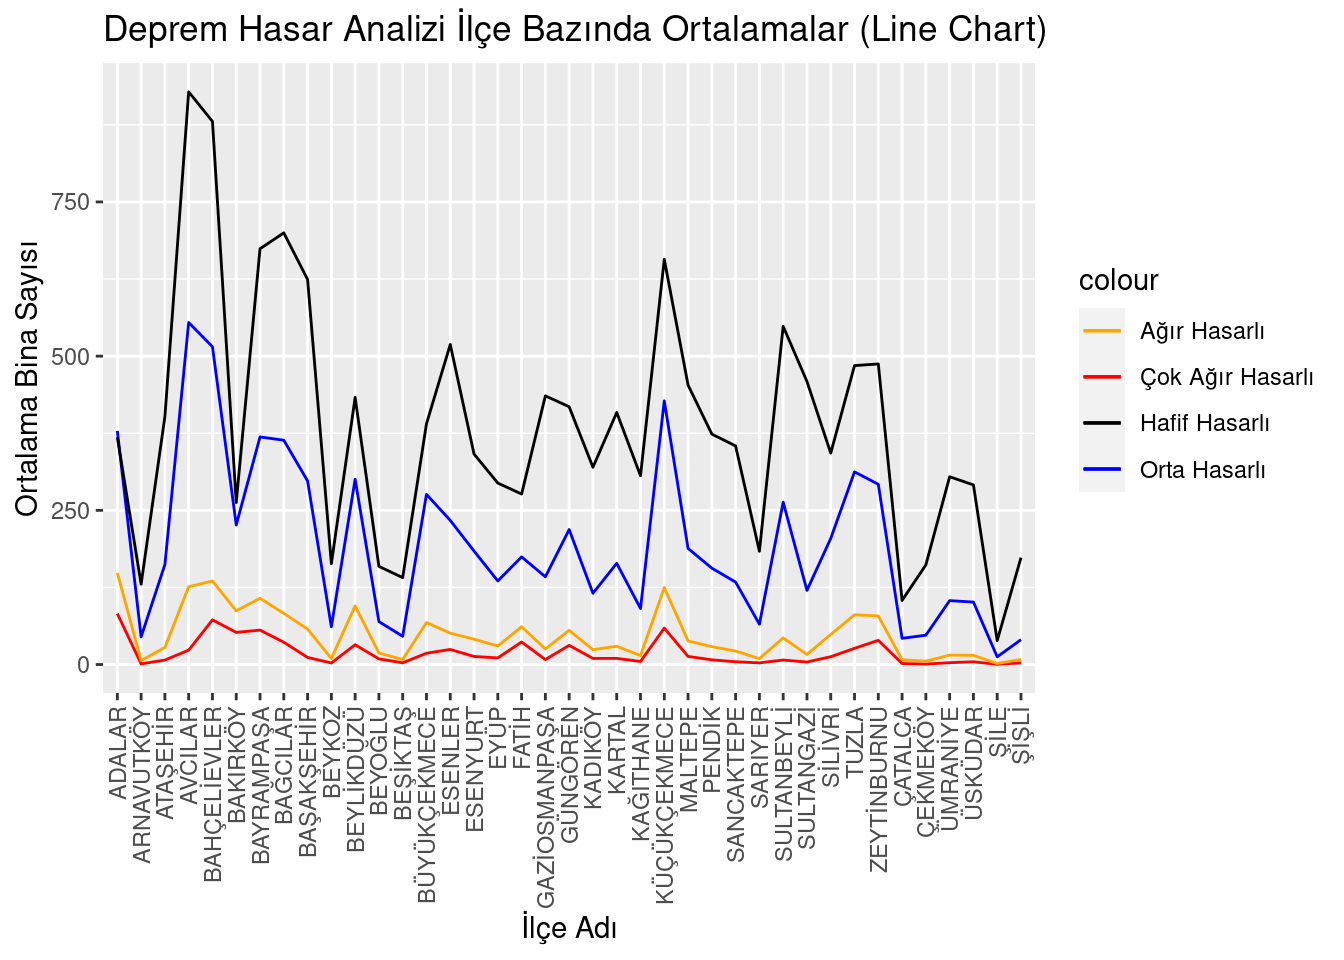 Deprem Hasar Analizi İlçe Bazında Ortalamalar (Line Chart)
Ortalama Bina Sayısı
750
500
250
0
ADALAR
ARNAVUTKÖY
ATAŞEHİR
AVCILAR
BAHÇELİEVLER
BAKIRKÖY
BAYRAMPAŞA
BAĞCILAR
BAŞAKŞEHİR
BEYKOZ
BEYLİKDÜZÜ
BEYOĞLU
BEŞİKTAŞ
BÜYÜKÇEKMECE
ESENLER
ESENYURT
EYÜP
FATİH
GAZİOSMANPAŞA
GÜNGÖREN
KADIKÖY
KARTAL
KAĞITHANE
KÜÇÜKÇEKMECE
MALTEPE
PENDİK
SANCAKTEPE
SARIYER
SULTANBEYLİ
SULTANGAZİ
SİLİVRİ
TUZLA
ZEYTİNBURNU
ÇATALCA
ÇEKMEKÖY
ÜMRANİYE
ÜSKÜDAR
ŞİLE
ŞİŞLİ
İlçe Adı
colour
Ağır Hasarlı
Çok Ağır Hasarlı
Hafif Hasarlı
Orta Hasarlı